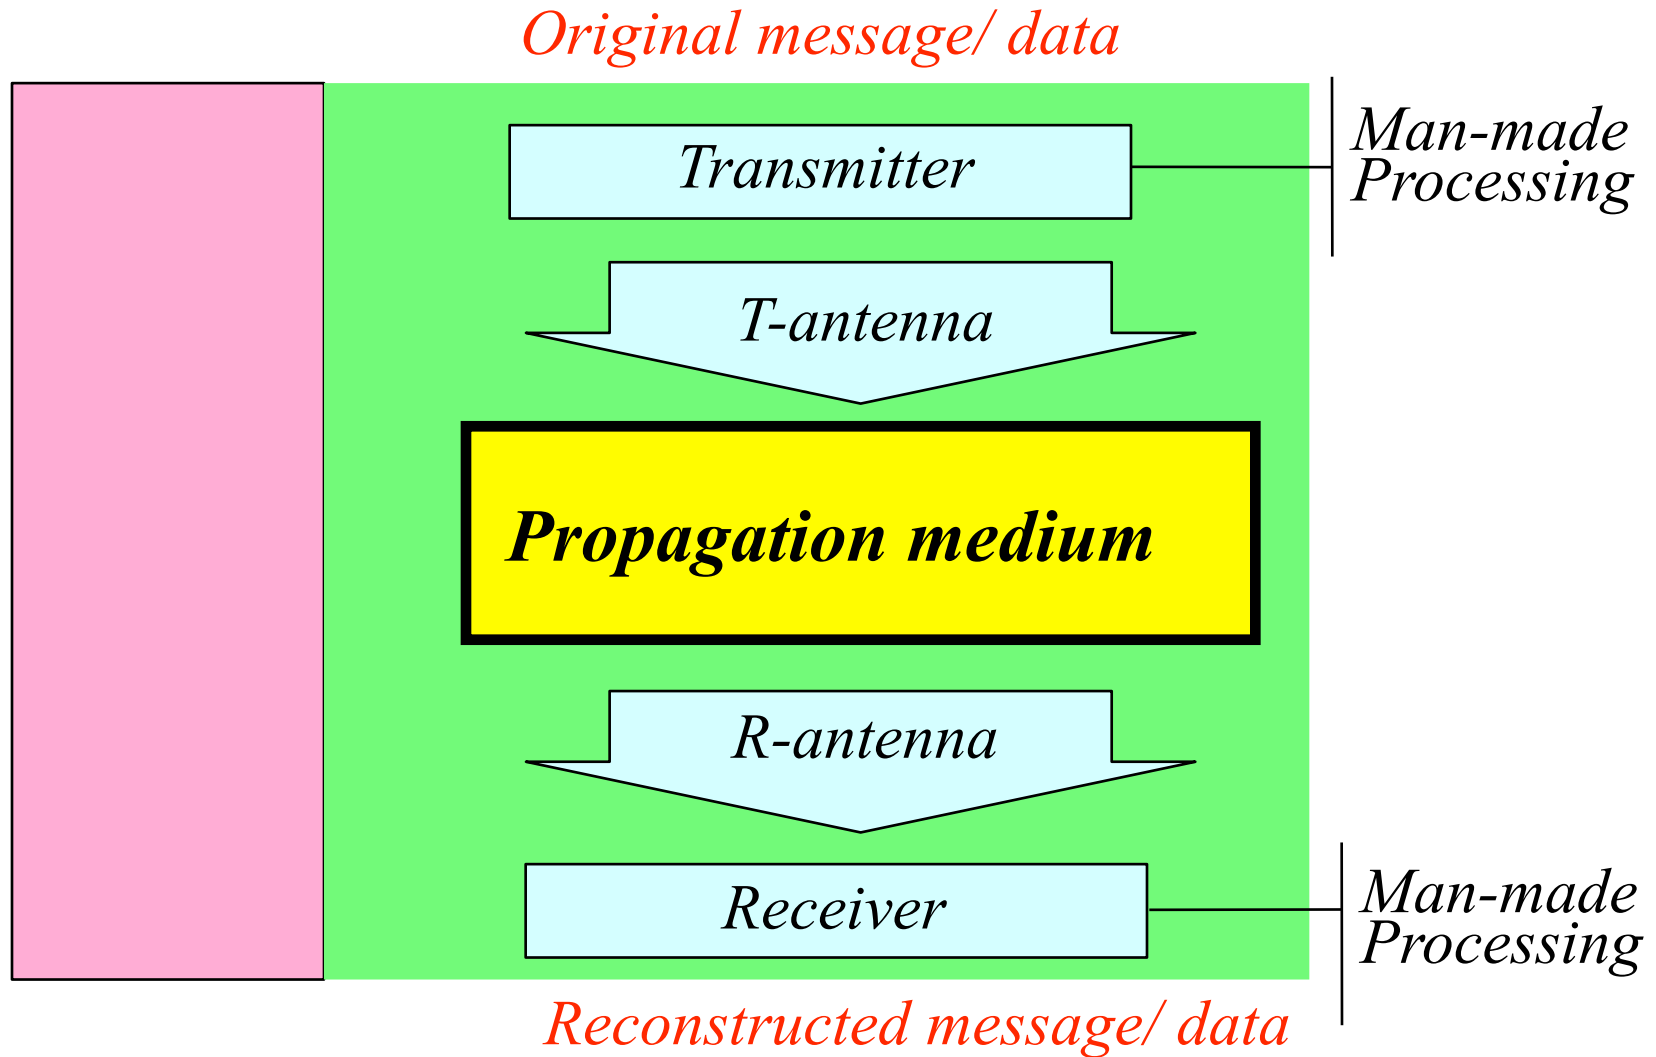 Original message/ data
Transmitter
Man-made
Processing
T-antenna
Propagation medium
R-antenna
Receiver
Man-made
Processing
Reconstructed message/ data